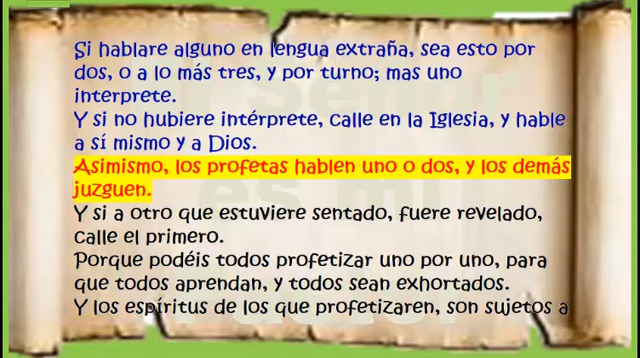 Si hablare alguno en lengua extraña, sea esto por
dos, o a lo más tres, y por turno; mas uno
interprete.
Y si no hubiere intérprete, calle en la Iglesia, y hable
a sí mismo y a Dios.
Asimismo, los profetas hablen uno o dos, y los demás
juzguen.
Y si a otro que estuviere sentado, fuere revelado,
calle el primero.
Porque podéis todos profetizar uno por uno, para
que todos aprendan, y todos sean exhortados.
Y los espíritus de los que profetizaren, son sujetos a